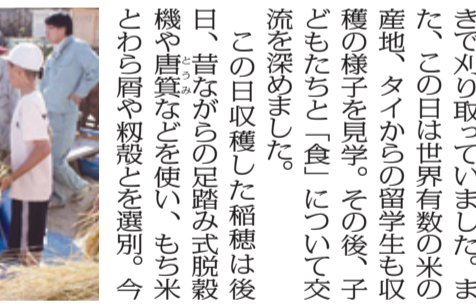 きで刈り取っていました。ま
た、この日は世界有数の米の
産地、タイからの留学生も収
穫の様子を見学。その後、子
どもたちと「食」について交
流を深めました。
この日収穫した稲穂は後
日、昔ながらの足踏み式脱穀
機や唐箕(とうみ)などを使い、もち米
とわら屑や籾殻とを選別。今